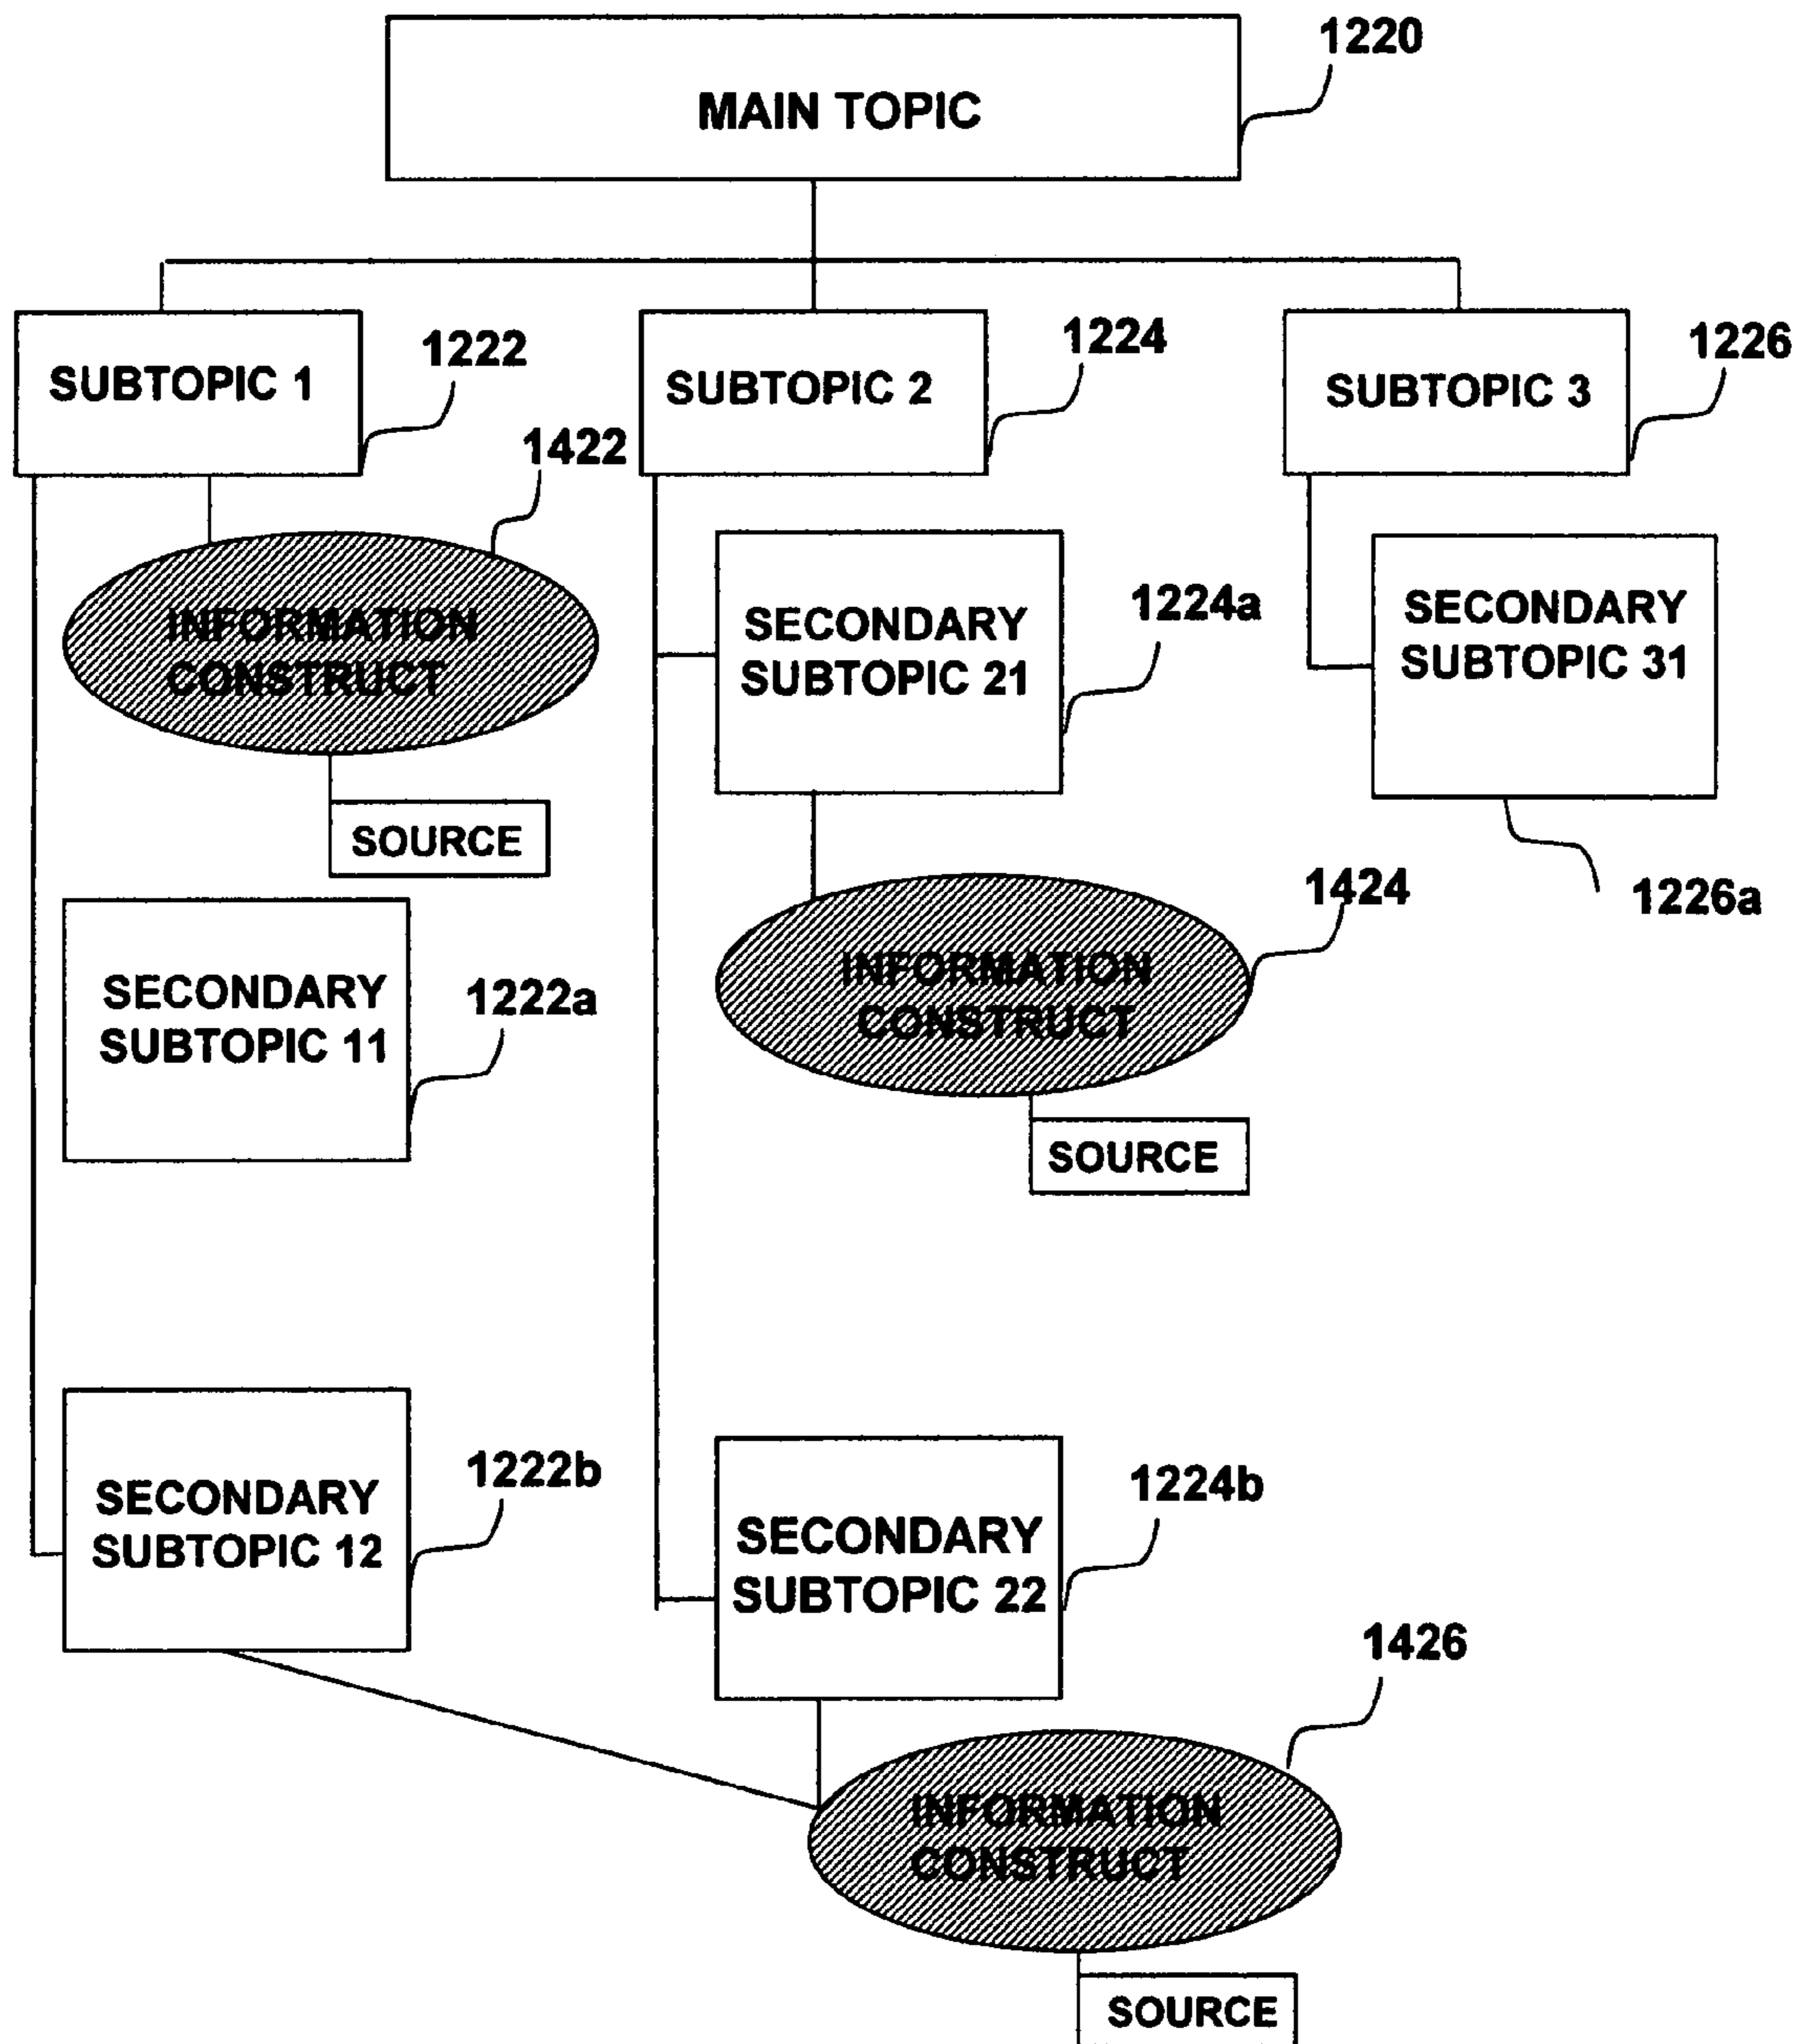 1220
MAIN TOPIC
SUBTOPIC 1
1222
SUBTOPIC 2
1224
SUBTOPIC 3
1226
1422
INFORMATION
CONSTRUCT
SOURCE
SECONDARY
SUBTOPIC 21
1224a
SECONDARY
SUBTOPIC 31
1226a
INFORMATION
CONSTRUCT
1424
SOURCE
SECONDARY
SUBTOPIC 11
1222a
SECONDARY
SUBTOPIC 12
1222b
SECONDARY
SUBTOPIC 22
1224b
1426
INFORMATION
CONSTRUCT
SOURCE